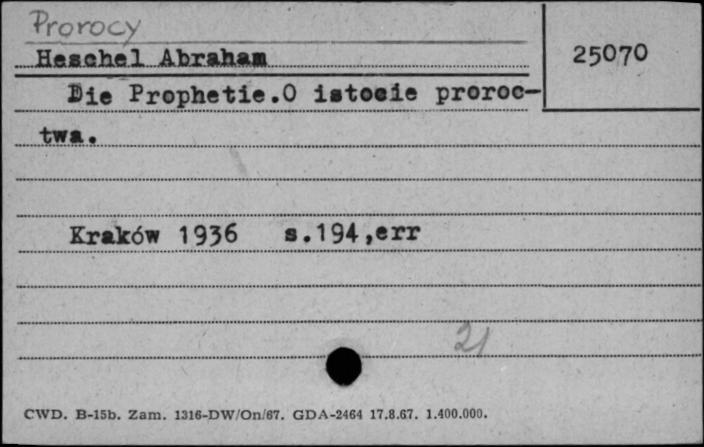 Prorocy
Heschel Abraham
25070
Die Prophetie.O istocie proroc-
twa.
Kraków 1936 s.194,err
21
CWD. B-15b. Zam. 1316-DW/On/67. GDA-2464 17.8.67. 1.400.000.